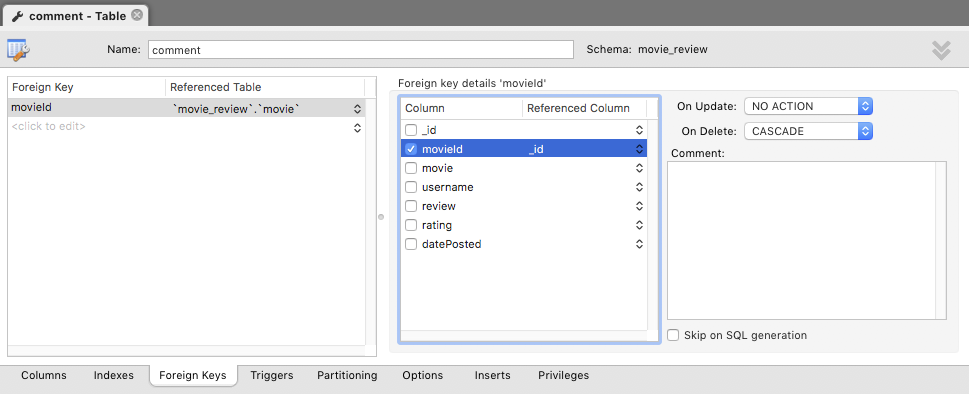 comment - Table
Name: comment Schema: movie_review
Foreign Key Referenced Table
movieId `movie_review`.`movie`
<click to edit>
Foreign key details 'movieId'
Column Referenced Column
_id
movieId _id
movie
username
review
rating
datePosted
On Update: NO ACTION
On Delete: CASCADE
Comment:
Skip on SQL generation
Columns Indexes Foreign Keys Triggers Partitioning Options Inserts Privileges